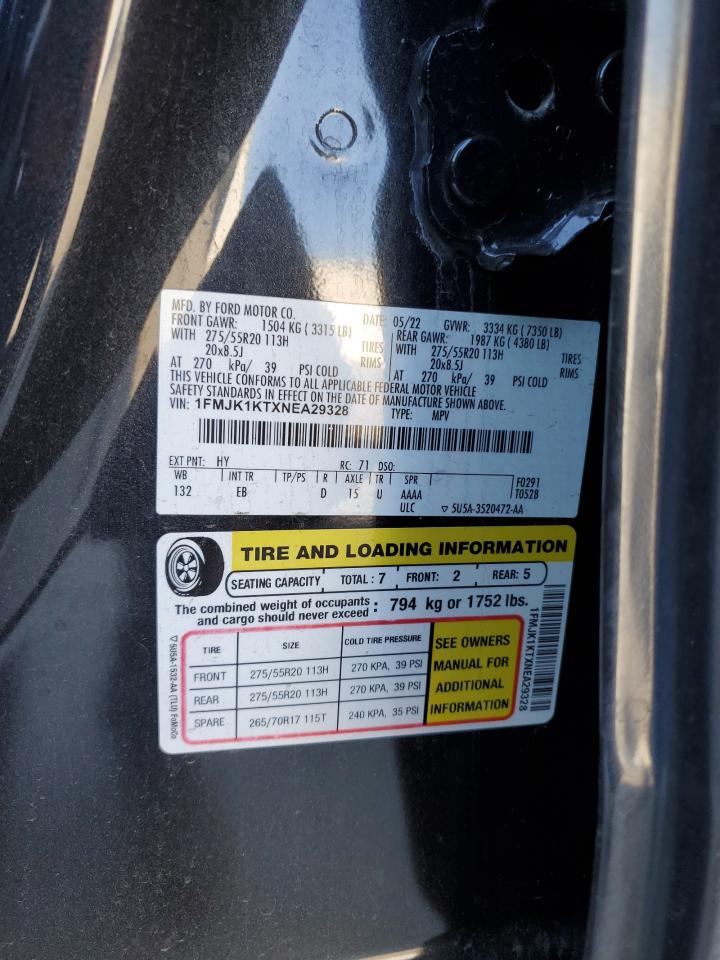 MFD. BY FORD MOTOR CO.
DATE: 05/22 GVWR: 3334 KG ( 7350 LB)
FRONT GAWR: 1504 KG ( 3315 LB) REAR GAWR: 1987 KG ( 4380 LB)
WITH 275/55R20 113H TIRES WITH 275/55R20 113H TIRES
20x8.5J RIMS 20x8.5J RIMS
AT 270 kPa/ 39 PSI COLD AT 270 kPa/ 39 PSI COLD
THIS VEHICLE CONFORMS TO ALL APPLICABLE FEDERAL MOTOR VEHICLE
SAFETY STANDARDS IN EFFECT ON THE DATE OF MANUFACTURE SHOWN ABOVE.
VIN: 1FMJK1KTXNEA29328 TYPE: MPV
EXT PNT: HY RC: 71 DSO:
WB INT TR TP/PS R AXLE TR SPR F0291
132 EB D 15 U AAAA T0528
ULC ▽ 5U5A-3520472-AA
TIRE AND LOADING INFORMATION
SEATING CAPACITY TOTAL : 7 FRONT: 2 REAR: 5
The combined weight of occupants
and cargo should never exceed : 794 kg or 1752 lbs.
TIRE SIZE COLD TIRE PRESSURE
FRONT 275/55R20 113H 270 KPA, 39 PSI
REAR 275/55R20 113H 270 KPA, 39 PSI
SPARE 265/70R17 115T 240 KPA, 35 PSI
SEE OWNERS
MANUAL FOR
ADDITIONAL
INFORMATION
1FMJK1KTXNEA29328
▽ 5U5A-1532-AA (TLU) FoMoCo